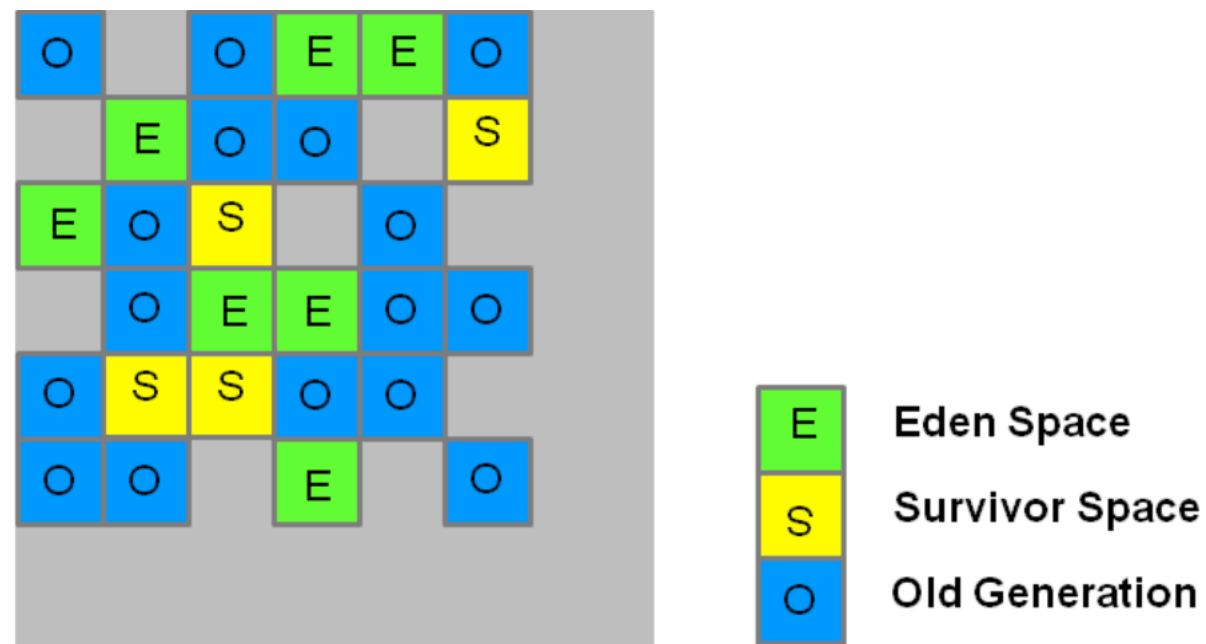 O O E E O
E O O S
E O S O
O E E O O
O S S O O
O O E O
E Eden Space
S Survivor Space
O Old Generation